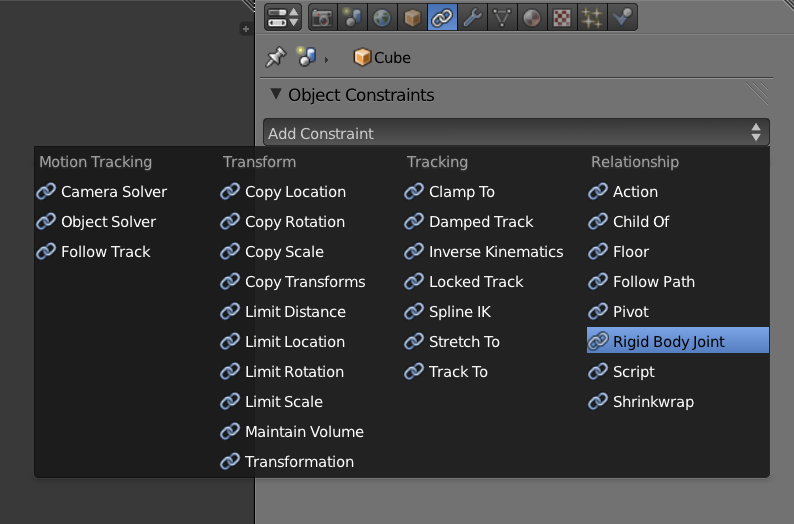 Cube
Object Constraints
Add Constraint
Motion Tracking
Camera Solver
Object Solver
Follow Track
Transform
Copy Location
Copy Rotation
Copy Scale
Copy Transforms
Limit Distance
Limit Location
Limit Rotation
Limit Scale
Maintain Volume
Transformation
Tracking
Clamp To
Damped Track
Inverse Kinematics
Locked Track
Spline IK
Stretch To
Track To
Relationship
Action
Child Of
Floor
Follow Path
Pivot
Rigid Body Joint
Script
Shrinkwrap